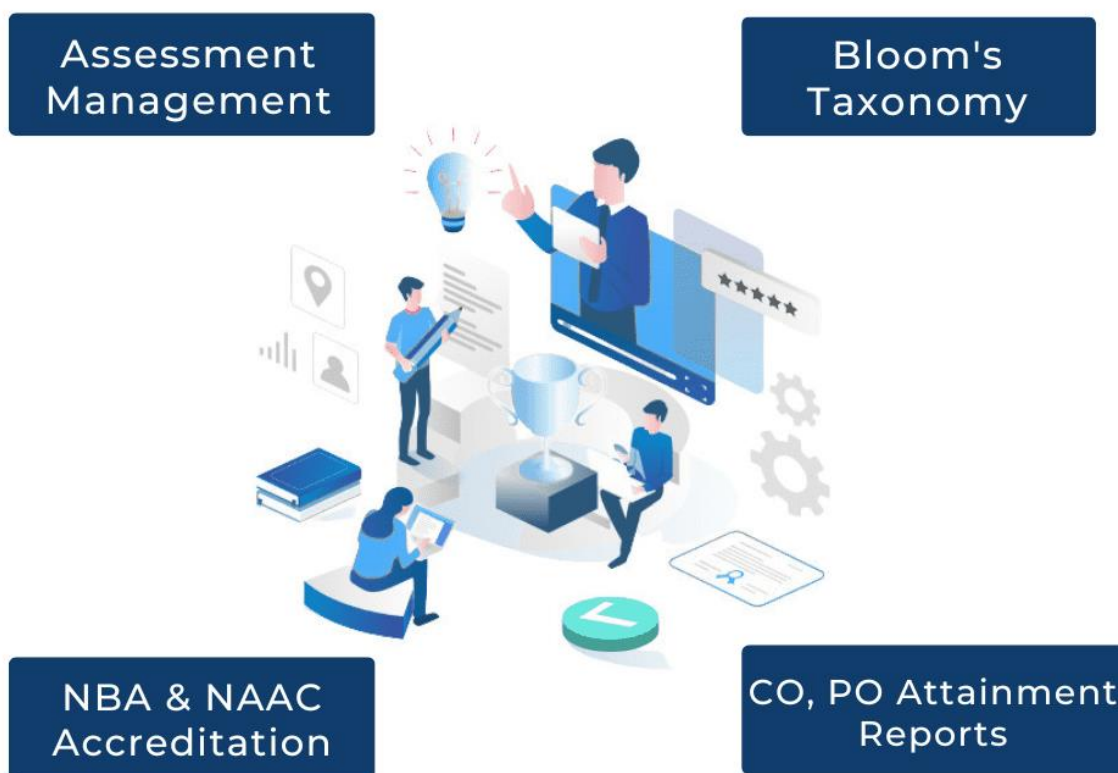 Assessment
Management
Bloom's
Taxonomy
NBA & NAAC
Accreditation
CO, PO Attainment
Reports